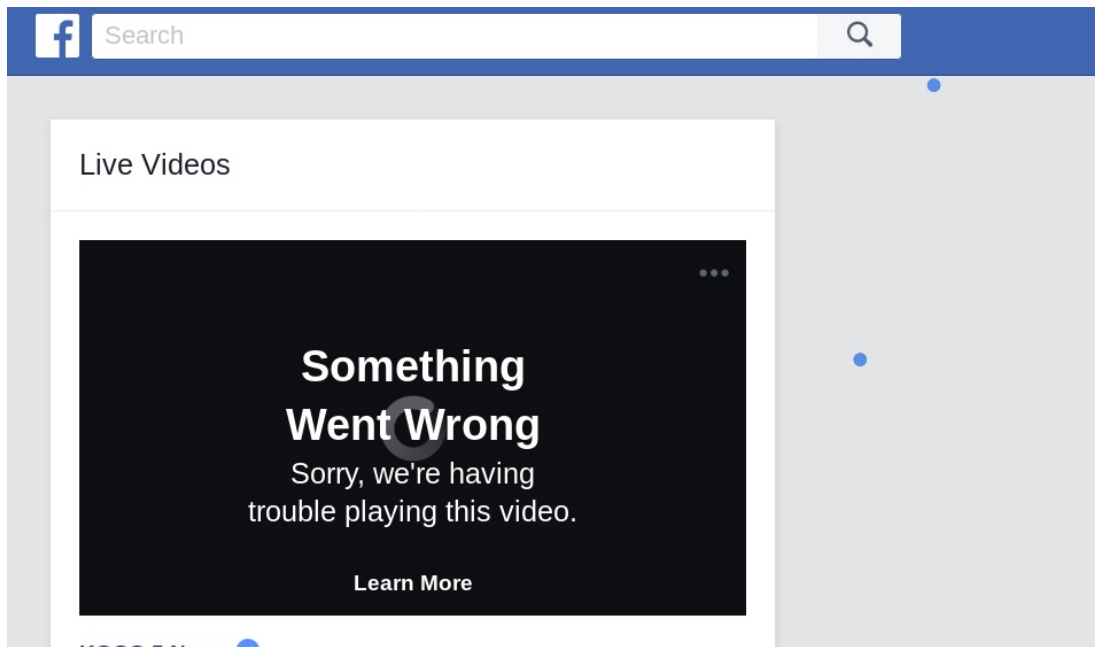 Search
Live Videos
Something
Went Wrong
Sorry, we're having
trouble playing this video.
Learn More